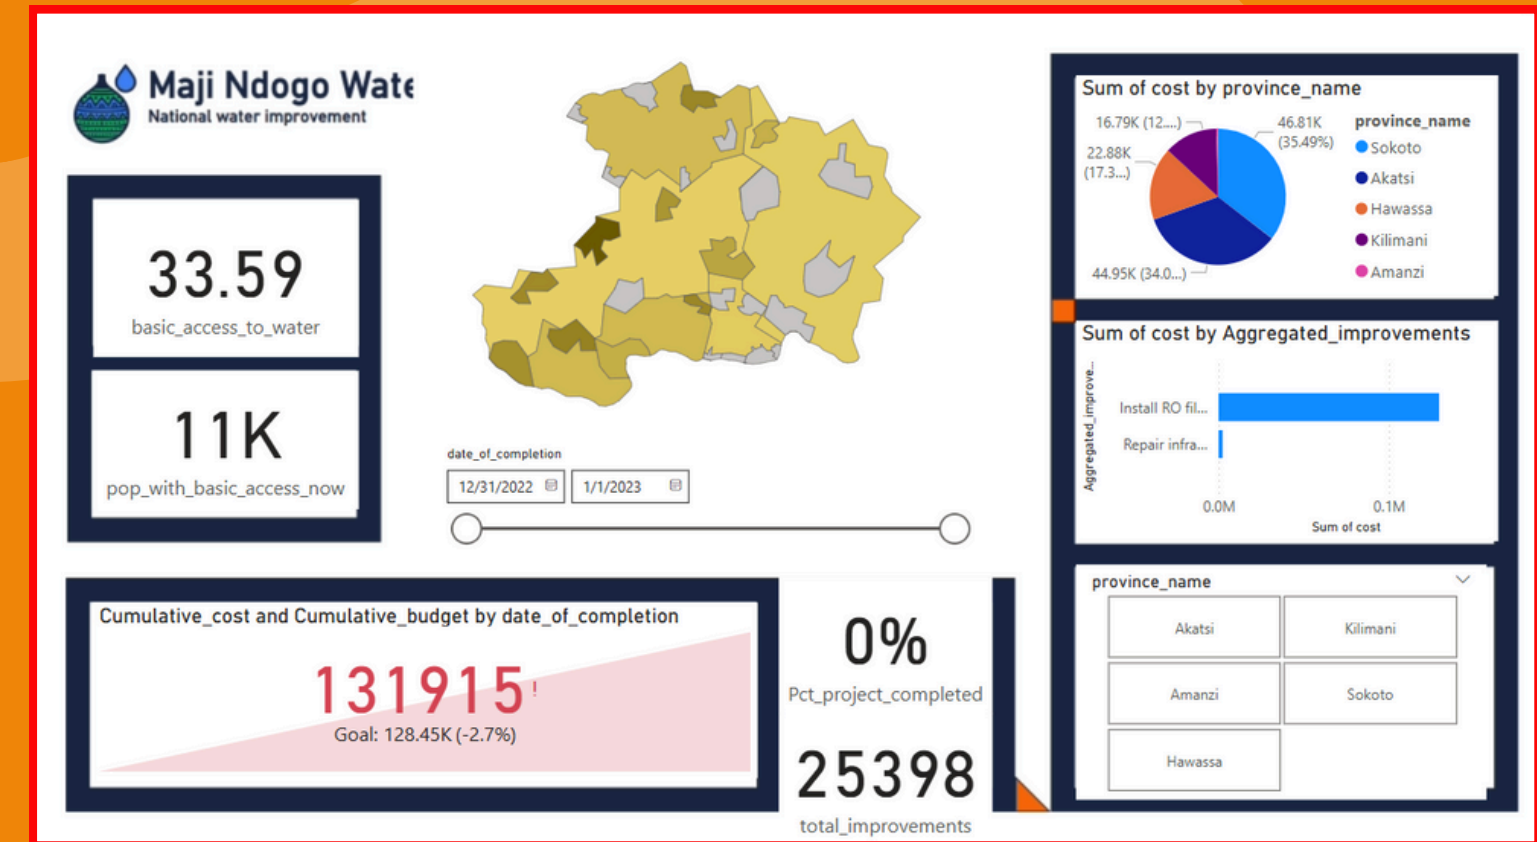 Maji Ndogo Wate
National water improvement
33.59
basic_access_to_water
11K
pop_with_basic_access_now
date_of_completion
12/31/2022
1/1/2023
Cumulative_cost and Cumulative_budget by date_of_completion
131915!
Goal: 128.45K (-2.7%)
0%
Pct_project_completed
25398
total_improvements
Sum of cost by province_name
16.79K (12....)
46.81K
(35.49%)
22.88K
(17.3...)
44.95K (34.0...)
province_name
Sokoto
Akatsi
Hawassa
Kilimani
Amanzi
Sum of cost by Aggregated_improvements
Aggregated_improve...
Install RO fil...
Repair infra...
0.0M
0.1M
Sum of cost
province_name
Akatsi
Kilimani
Amanzi
Sokoto
Hawassa